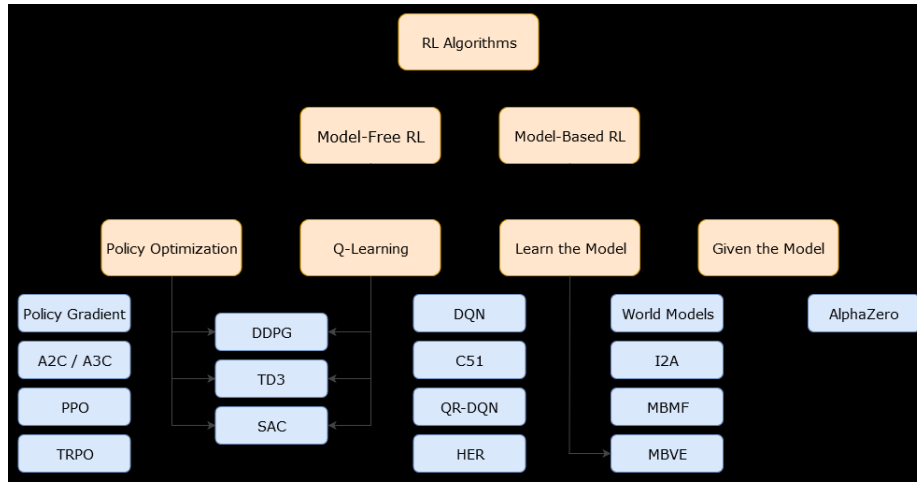 RL Algorithms
Model-Free RL
Model-Based RL
Policy Optimization
Q-Learning
Learn the Model
Given the Model
Policy Gradient
DDPG
DQN
World Models
AlphaZero
A2C / A3C
TD3
C51
I2A
PPO
SAC
QR-DQN
MBMF
TRPO
HER
MBVE